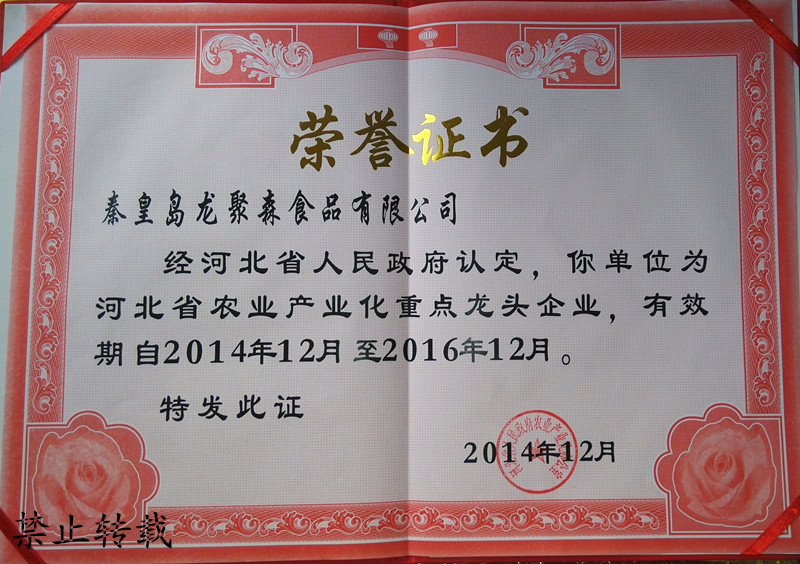 荣誉证书
秦皇岛龙聚森食品有限公司
经河北省人民政府认定，你单位为
河北省农业产业化重点龙头企业，有效
期自2014年12月至2016年12月。
特发此证
2014年12月
禁止转载